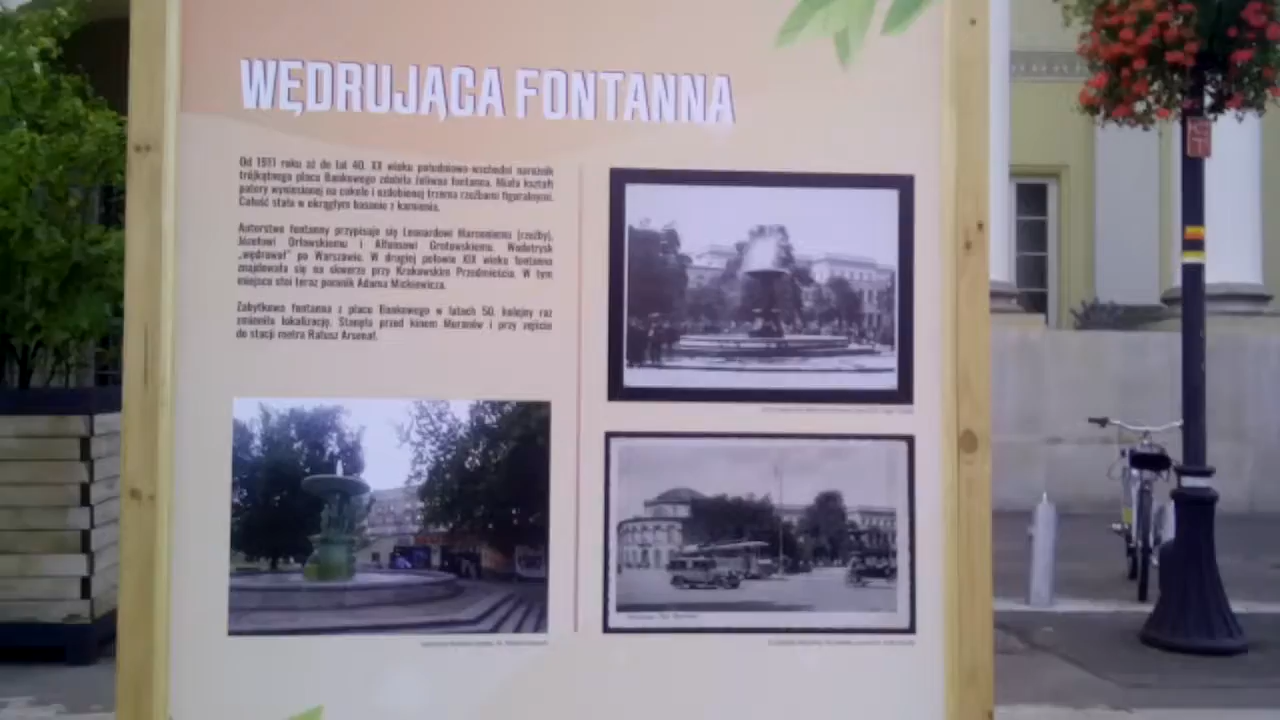 WĘDRUJĄCA FONTANNA
Od 1911 roku aż do lat 40. XX wieku południowo-wschodni narożnik
trójkątnego placu Bankowego zdobiła żeliwna fontanna. Miała kształt
patery wyniesionej na cokole i ozdobionej trzema rzeźbami figuralnymi.
Całość stała w okrągłym basenie z kamienia.
Autorstwo fontanny przypisuje się Leonardowi Marconiemu (rzeźby),
Józefowi Orłowskiemu i Alfonsowi Grotowskiemu. Wodotrysk
„wędrował” po Warszawie. W drugiej połowie XIX wieku fontanna
znajdowała się na skwerze przy Krakowskim Przedmieściu. W tym
miejscu stoi teraz pomnik Adama Mickiewicza.
Zabytkowa fontanna z placu Bankowego w latach 50. kolejny raz
zmieniła lokalizację. Stanęła przed kinem Muranów i przy zejściu
do stacji metra Ratusz Arsenał.